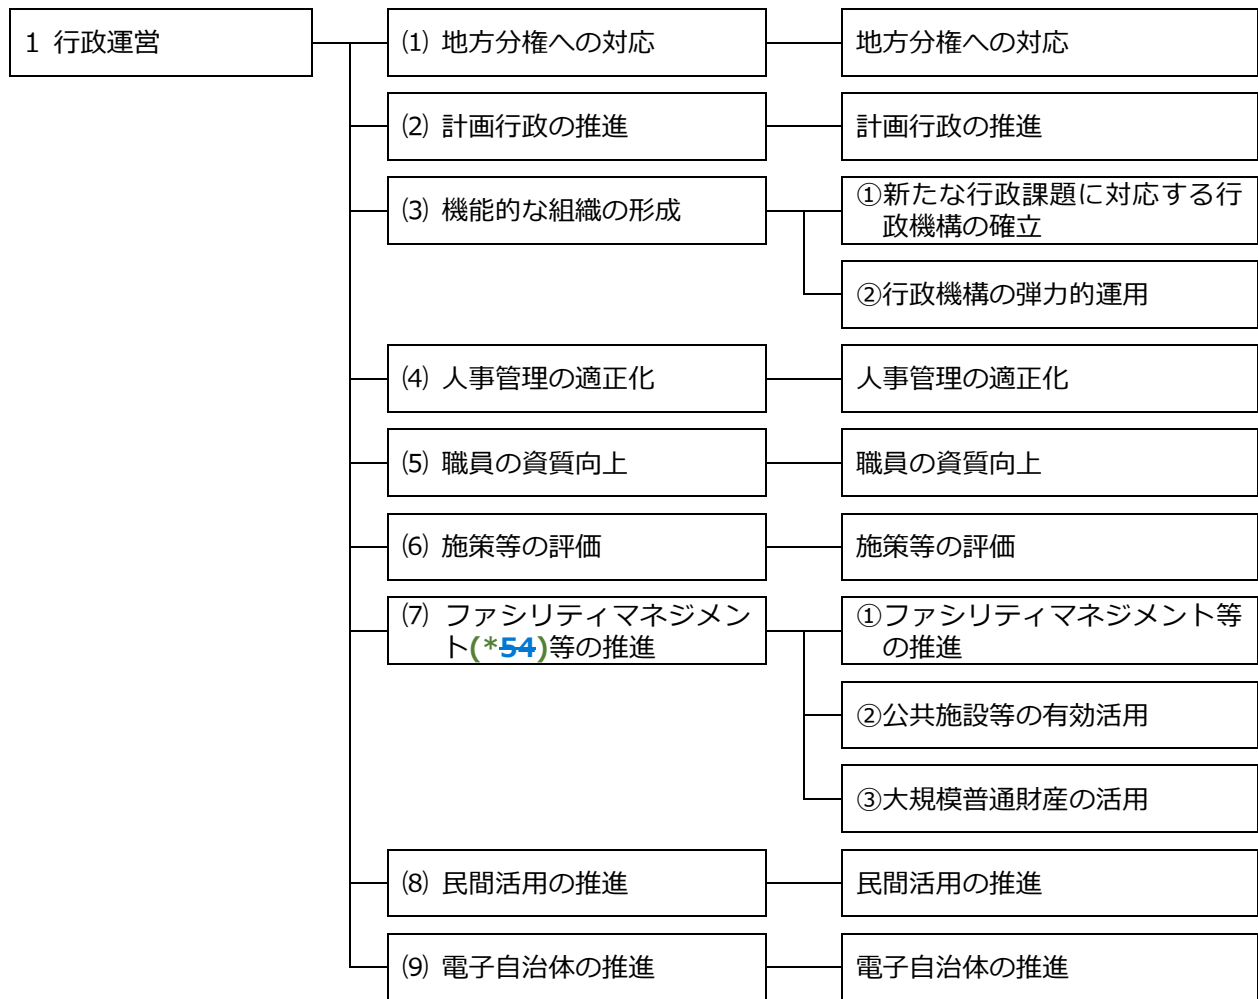 1 行政運営
⑴ 地方分権への対応
地方分権への対応
⑵ 計画行政の推進
計画行政の推進
⑶ 機能的な組織の形成
①新たな行政課題に対応する行
政機構の確立
②行政機構の弾力的運用
⑷ 人事管理の適正化
人事管理の適正化
⑸ 職員の資質向上
職員の資質向上
⑹ 施策等の評価
施策等の評価
⑺ ファシリティマネジメン
ト(*54)等の推進
①ファシリティマネジメント等
の推進
②公共施設等の有効活用
③大規模普通財産の活用
⑻ 民間活用の推進
民間活用の推進
⑼ 電子自治体の推進
電子自治体の推進